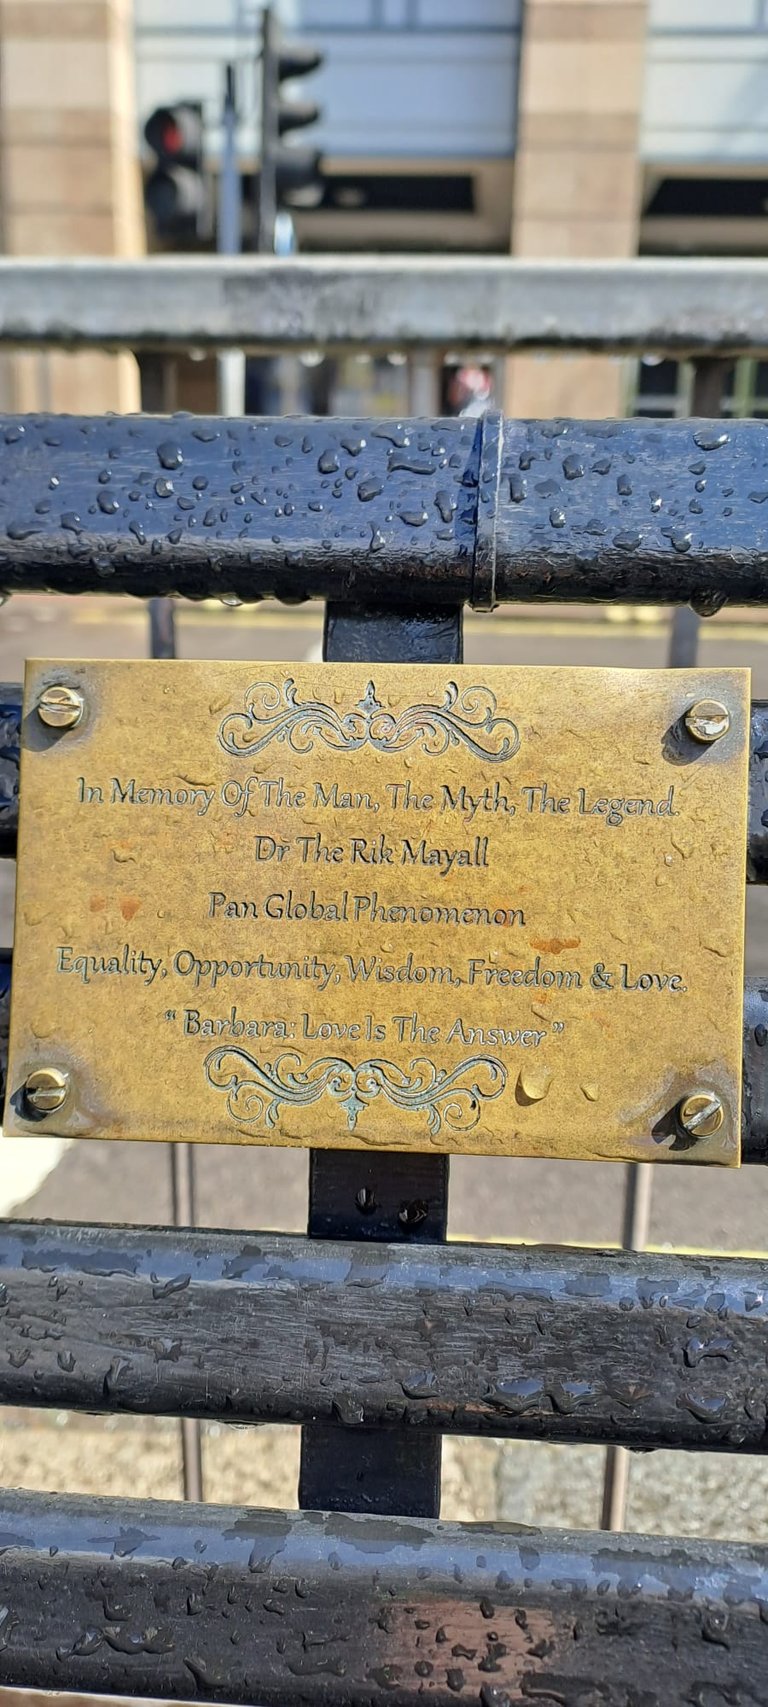 In Memory Of The Man, The Myth, The Legend.
Dr The Rik Mayall
Pan Global Phenomenon
Equality, Opportunity, Wisdom, Freedom & Love.
“ Barbara: Love Is The Answer ”